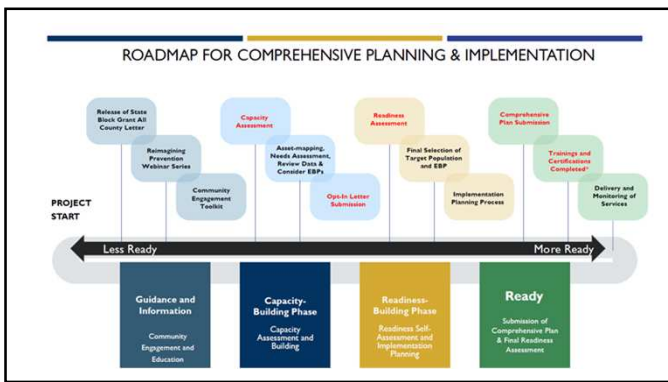 ROADMAP FOR COMPREHENSIVE PLANNING & IMPLEMENTATION
Release of State
Block Grant All
County Letter
Reimagining
Prevention
Webinar Series
Community
Engagement
Toolkit
Capacity
Assessment
Asset-mapping,
Needs Assessment,
Review Data &
Consider EBPs
Opt-In Letter
Submission
Readiness
Assessment
Final Selection of
Target Population
and EBP
Implementation
Planning Process
Comprehensive
Plan Submission
Trainings and
Certifications
Completed*
Delivery and
Monitoring of
Services
PROJECT
START
Less Ready
More Ready
Guidance and
Information
Community
Engagement and
Education
Capacity-
Building Phase
Capacity
Assessment and
Building
Readiness-
Building Phase
Readiness Self-
Assessment and
Implementation
Planning
Ready
Submission of
Comprehensive Plan
& Final Readiness
Assessment